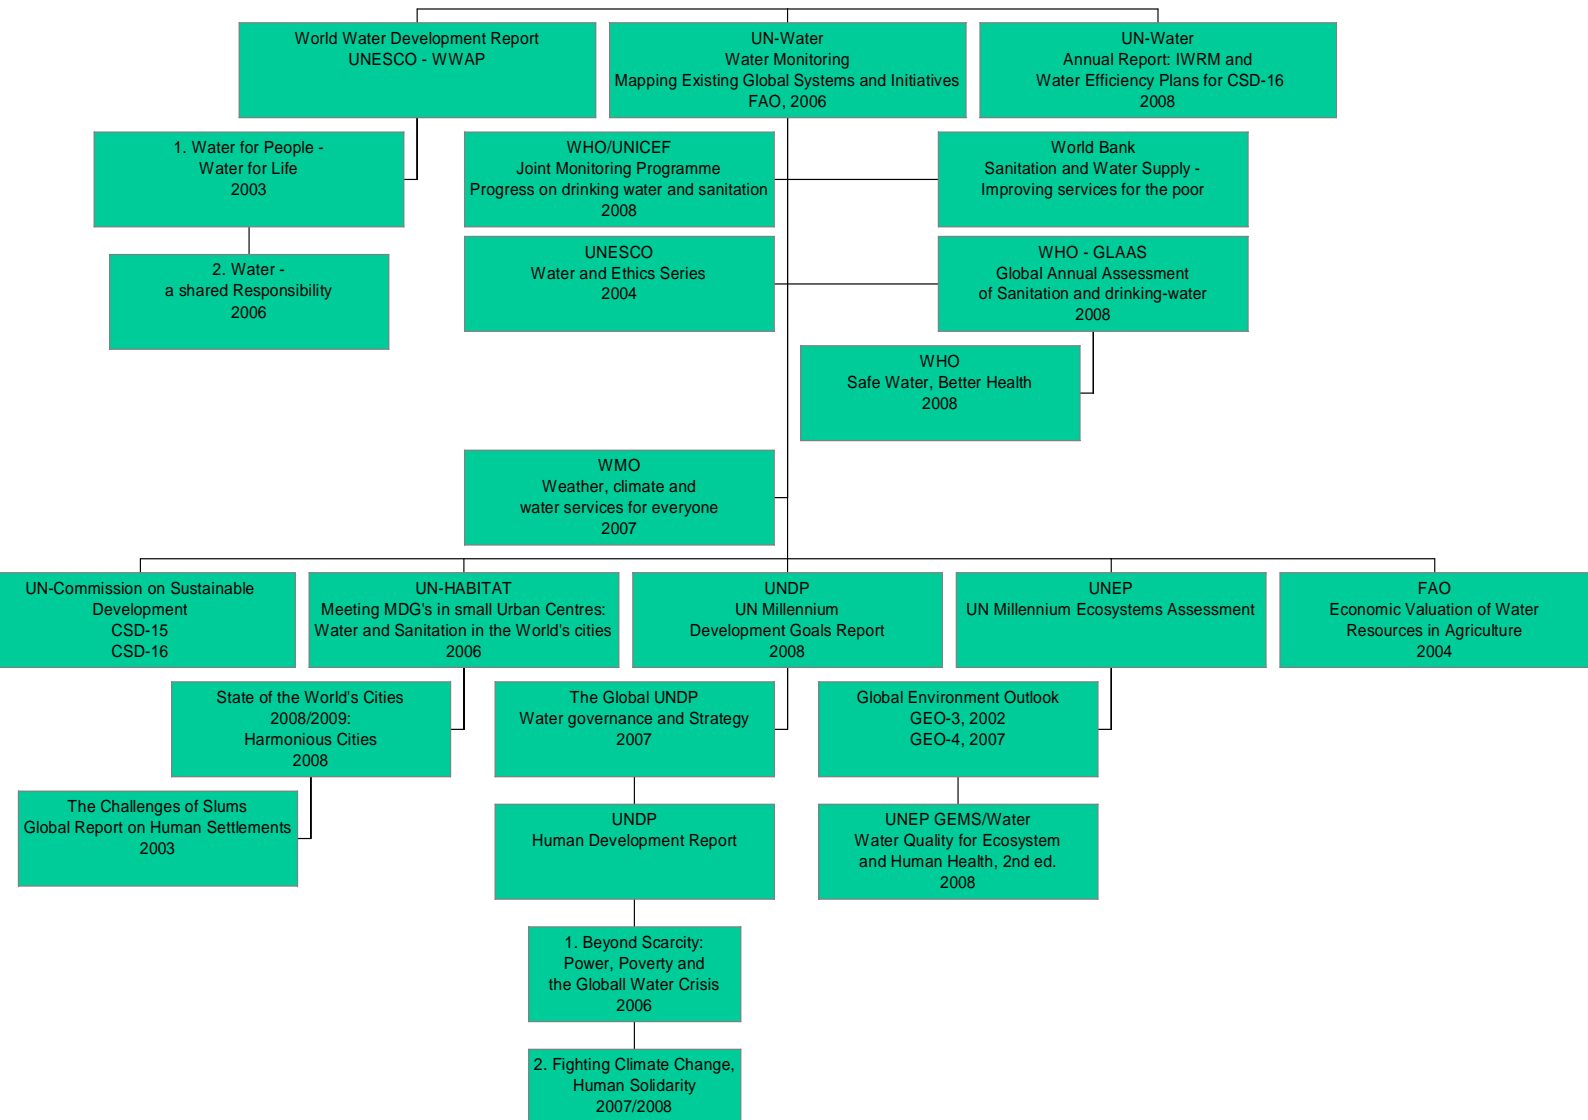 World Water Development Report
UNESCO - WWAP
UN-Water
Water Monitoring
Mapping Existing Global Systems and Initiatives
FAO, 2006
UN-Water
Annual Report: IWRM and
Water Efficiency Plans for CSD-16
2008
1. Water for People -
Water for Life
2003
WHO/UNICEF
Joint Monitoring Programme
Progress on drinking water and sanitation
2008
World Bank
Sanitation and Water Supply -
Improving services for the poor
2. Water -
a shared Responsibility
2006
UNESCO
Water and Ethics Series
2004
WHO - GLAAS
Global Annual Assessment
of Sanitation and drinking-water
2008
WHO
Safe Water, Better Health
2008
WMO
Weather, climate and
water services for everyone
2007
UN-Commission on Sustainable
Development
CSD-15
CSD-16
UN-HABITAT
Meeting MDG's in small Urban Centres:
Water and Sanitation in the World's cities
2006
UNDP
UN Millennium
Development Goals Report
2008
UNEP
UN Millennium Ecosystems Assessment
FAO
Economic Valuation of Water
Resources in Agriculture
2004
State of the World's Cities
2008/2009:
Harmonious Cities
2008
The Global UNDP
Water governance and Strategy
2007
Global Environment Outlook
GEO-3, 2002
GEO-4, 2007
The Challenges of Slums
Global Report on Human Settlements
2003
UNDP
Human Development Report
UNEP GEMS/Water
Water Quality for Ecosystem
and Human Health, 2nd ed.
2008
1. Beyond Scarcity:
Power, Poverty and
the Globall Water Crisis
2006
2. Fighting Climate Change,
Human Solidarity
2007/2008